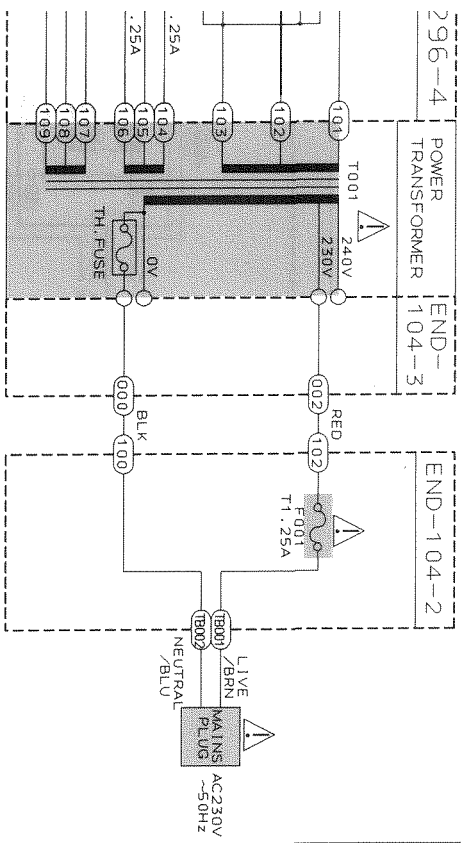 296-4
.25A
.25A
109
108
107
106
105
104
103
102
101
POWER
TRANSFORMER
T001
!
240V
230V
0V
TH.FUSE
END-
104-3
000
BLK
100
002
RED
102
END-104-2
!
F001
T1.25A
TB001
TB002
LIVE
/BRN
NEUTRAL
/BLU
!
MAINS
PLUG
AC230V
~50Hz